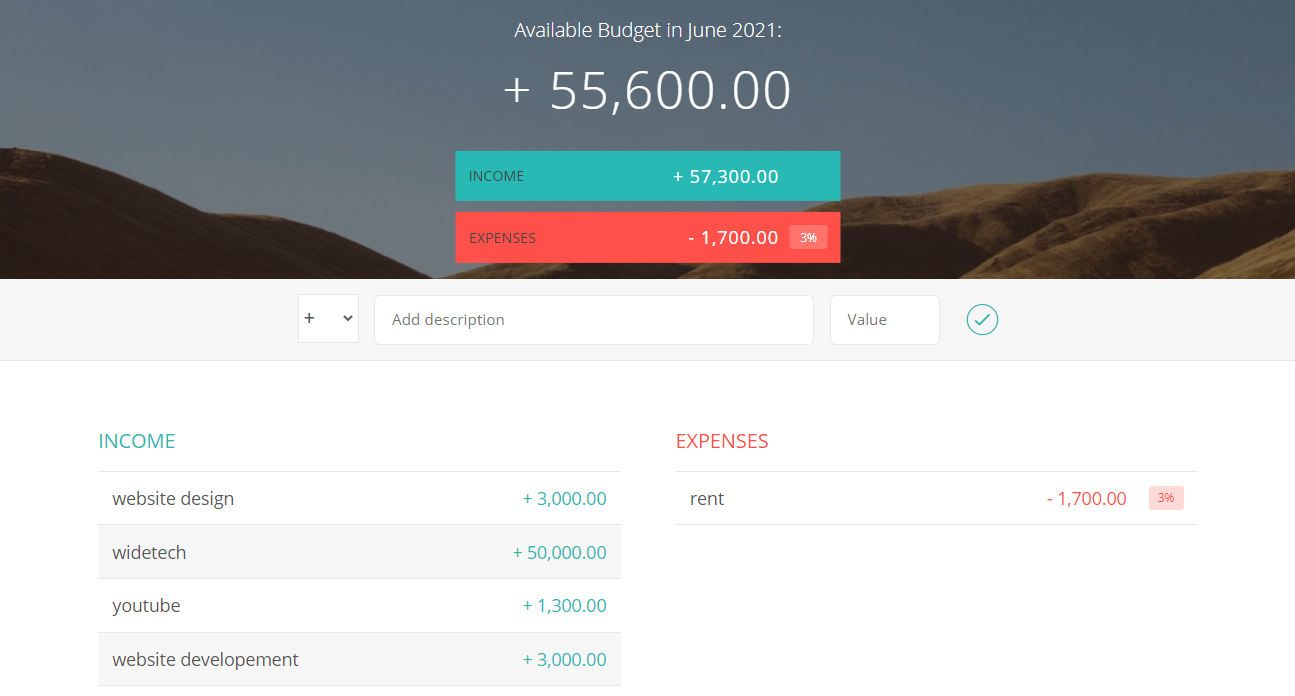 Available Budget in June 2021:
+ 55,600.00
INCOME + 57,300.00
EXPENSES - 1,700.00 3%
+ Add description Value
INCOME
website design + 3,000.00
widetech + 50,000.00
youtube + 1,300.00
website developement + 3,000.00
EXPENSES
rent - 1,700.00 3%